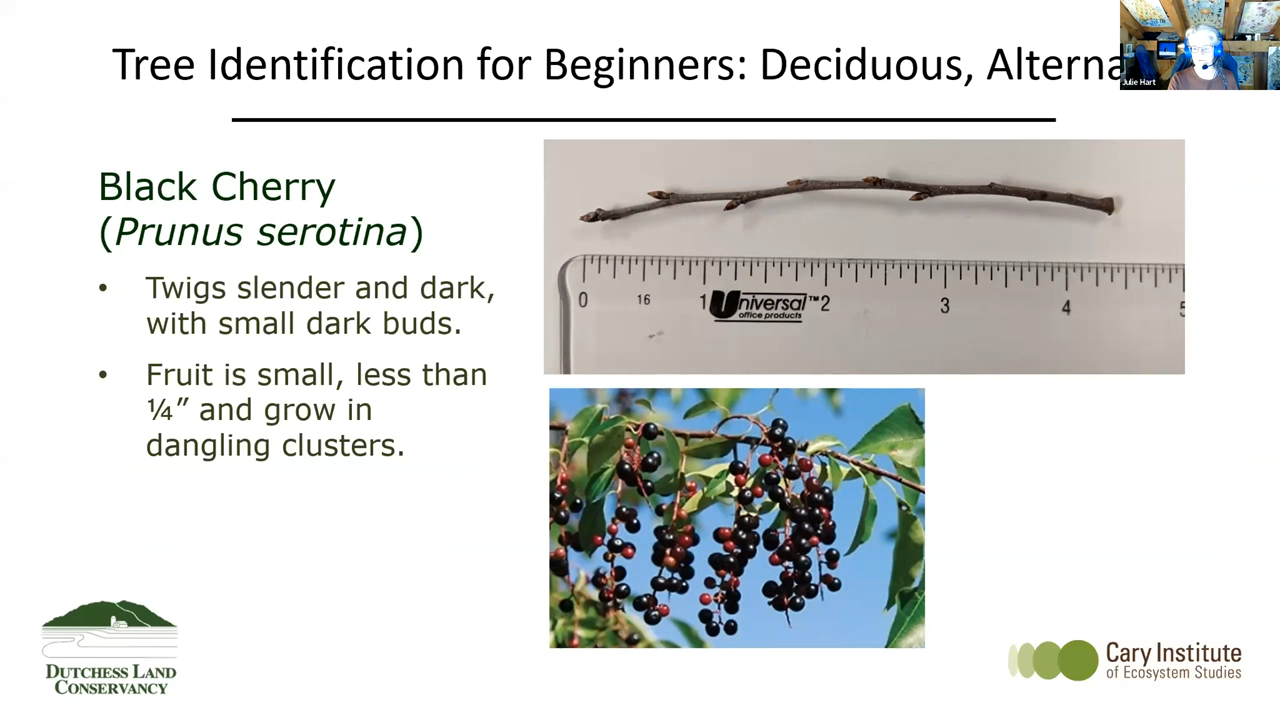 Tree Identification for Beginners: Deciduous, Alterna
Julie Hart
Black Cherry
(Prunus serotina)
• Twigs slender and dark,
with small dark buds.
• Fruit is small, less than
¼” and grow in
dangling clusters.
0 16 1 2 3 4 5
Universal™
office products
DUTCHESS LAND
CONSERVANCY
Cary Institute
of Ecosystem Studies